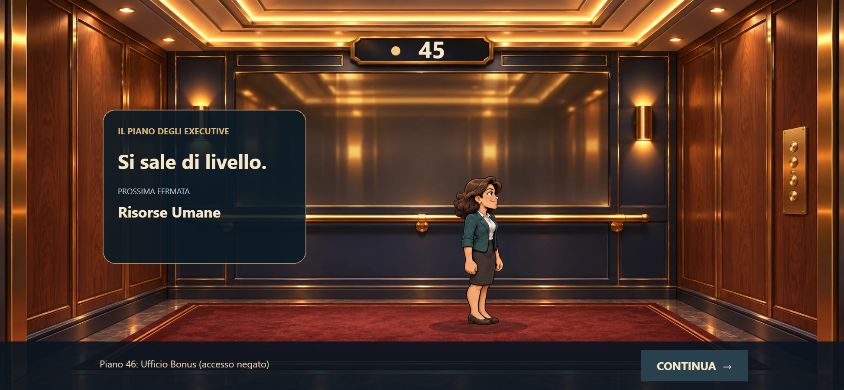 45
IL PIANO DEGLI EXECUTIVE
Si sale di livello.
PROSSIMA FERMATA
Risorse Umane
Piano 46: Ufficio Bonus (accesso negato)
CONTINUA →